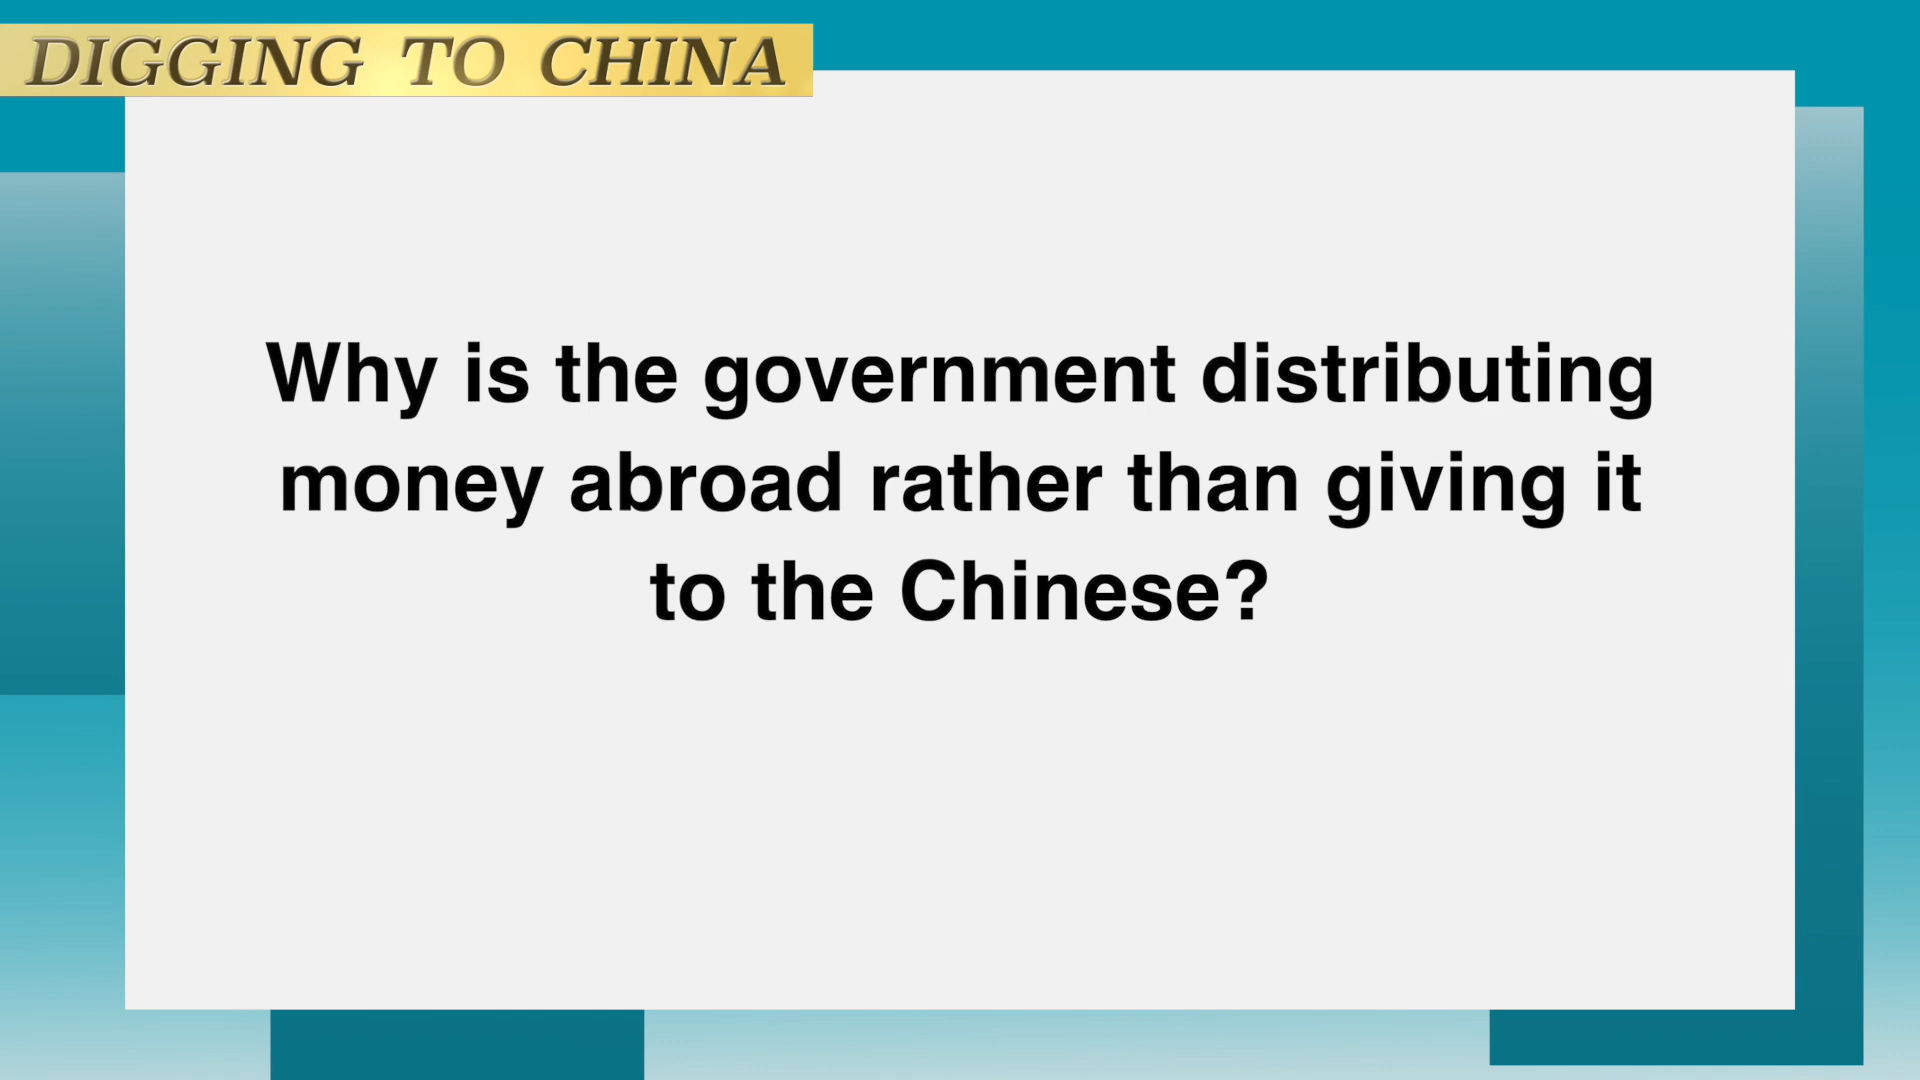 DIGGING TO CHINA
Why is the government distributing
money abroad rather than giving it
to the Chinese?